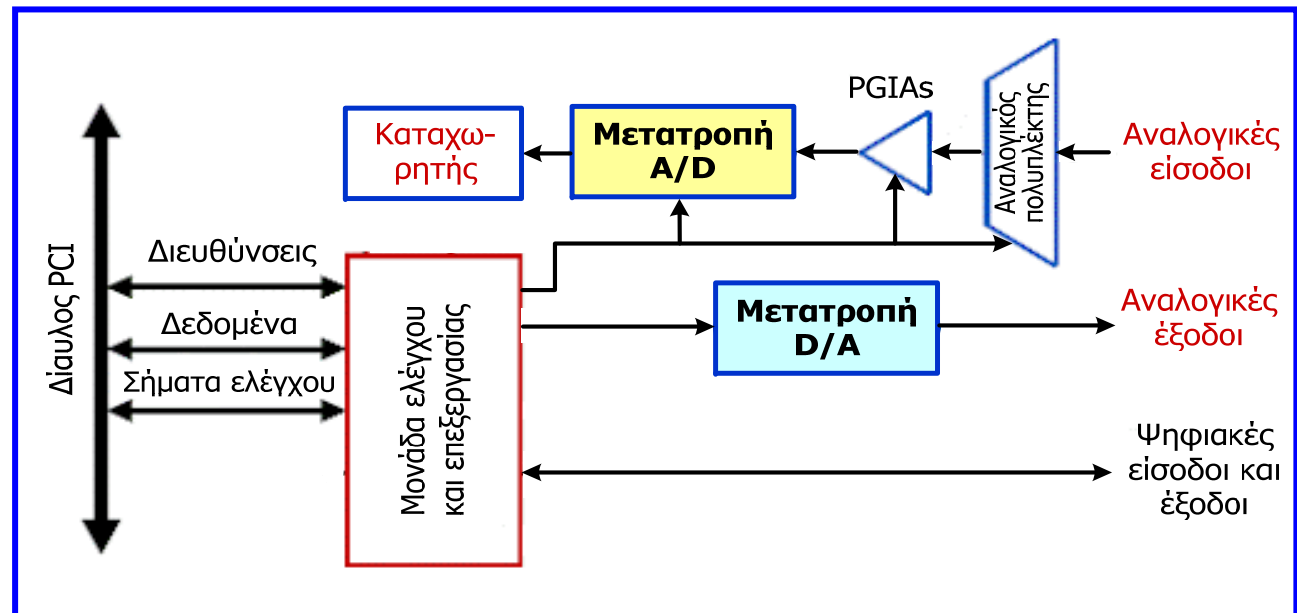 Δίαυλος PCI
Διευθύνσεις
Δεδομένα
Σήματα ελέγχου
Καταχω-
ρητής
Μετατροπή
A/D
PGIAs
Αναλογικός
πολυπλέκτης
Αναλογικές
είσοδοι
Μονάδα ελέγχου
και επεξεργασίας
Μετατροπή
D/A
Αναλογικές
έξοδοι
Ψηφιακές
είσοδοι και
έξοδοι